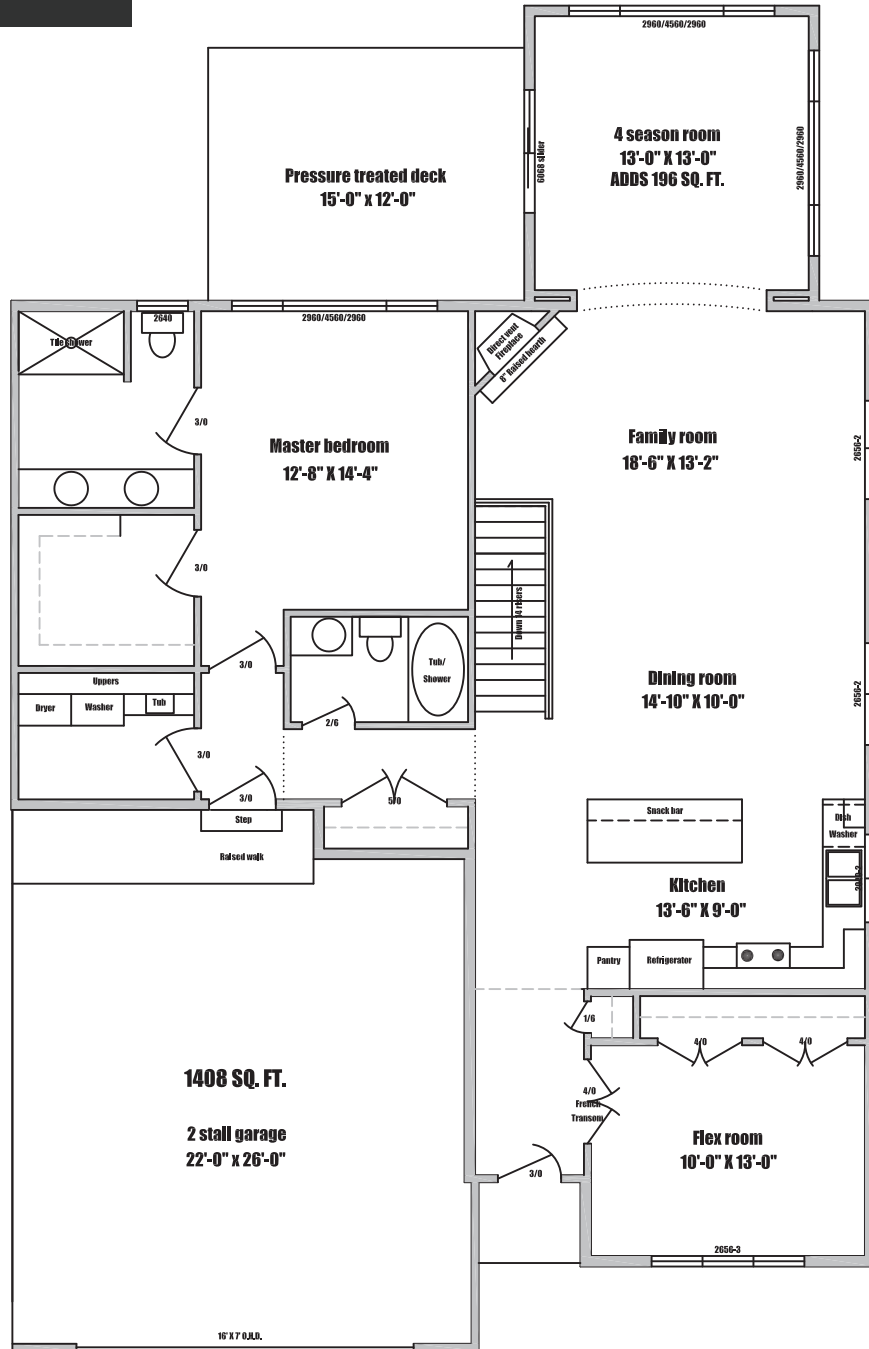 2960/4560/2960
4 season room
13'-0" X 13'-0"
ADDS 196 SQ. FT.
6068 slider
2960/4560/2960
Pressure treated deck
15'-0" x 12'-0"
2640
2960/4560/2960
Tile shower
Direct vent
Fireplace
8" Raised hearth
3/0
Master bedroom
12'-8" X 14'-4"
Family room
18'-6" X 13'-2"
2656-2
3/0
Down 14 risers
3/0
Tub/
Shower
Uppers
Dryer
Washer
Tub
2/6
Dining room
14'-10" X 10'-0"
2656-2
3/0
3/0
5/0
Step
Raised walk
Snack bar
Dish
Washer
Kitchen
13'-6" X 9'-0"
Pantry
Refrigerator
1/6
4/0
4/0
1408 SQ. FT.
2 stall garage
22'-0" x 26'-0"
4/0
French
Transom
Flex room
10'-0" X 13'-0"
3/0
2656-3
16' X 7' O.H.D.